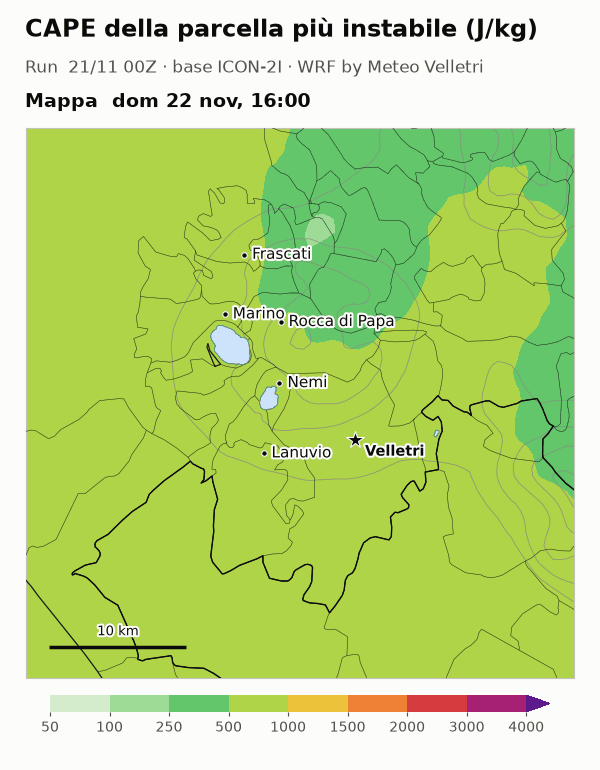 CAPE della parcella più instabile (J/kg)
Run  21/11 00Z · base ICON-2I · WRF by Meteo Velletri
Mappa  dom 22 nov, 16:00
Frascati
Marino
Rocca di Papa
Nemi
Velletri
Lanuvio
10 km
50 100 250 500 1000 1500 2000 3000 4000